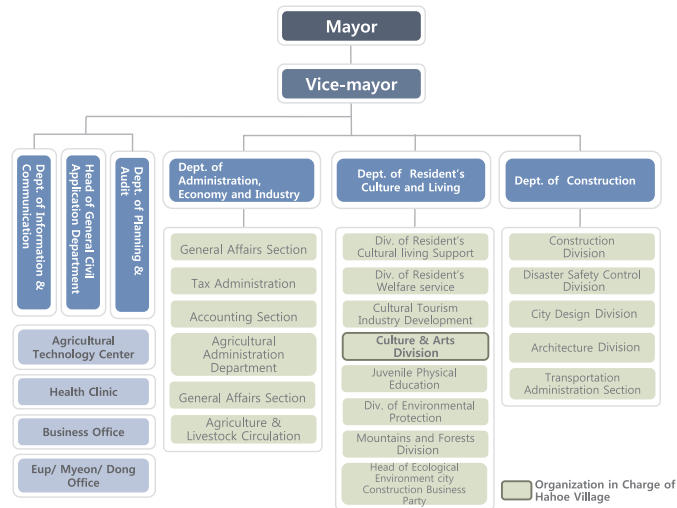 Mayor
Vice-mayor
Dept. of Information &
Communication
Head of General Civil
Application Department
Dept. of Planning &
Audit
Agricultural
Technology Center
Health Clinic
Business Office
Eup/ Myeon/ Dong
Office
Dept. of
Administration,
Economy and Industry
General Affairs Section
Tax Administration
Accounting Section
Agricultural
Administration
Department
General Affairs Section
Agriculture &
Livestock Circulation
Dept. of Resident's
Culture and Living
Div. of Resident's
Cultural living Support
Div. of Resident's
Welfare service
Cultural Tourism
Industry Development
Culture & Arts
Division
Juvenile Physical
Education
Div. of Environmental
Protection
Mountains and Forests
Division
Head of Ecological
Environment city
Construction Business
Party
Dept. of Construction
Construction
Division
Disaster Safety Control
Division
City Design Division
Architecture Division
Transportation
Administration Section
Organization in Charge of
Hahoe Village